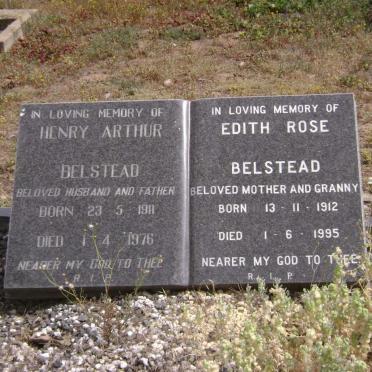 IN LOVING MEMORY OF
HENRY ARTHUR
BELSTEAD
BELOVED HUSBAND AND FATHER
BORN 23 5 1911
DIED 1 4 1976
NEARER MY GOD TO THEE
R. I. P.
IN LOVING MEMORY OF
EDITH ROSE
BELSTEAD
BELOVED MOTHER AND GRANNY
BORN 13 - 11 - 1912
DIED 1 - 6 - 1995
NEARER MY GOD TO THEE
R. I. P.